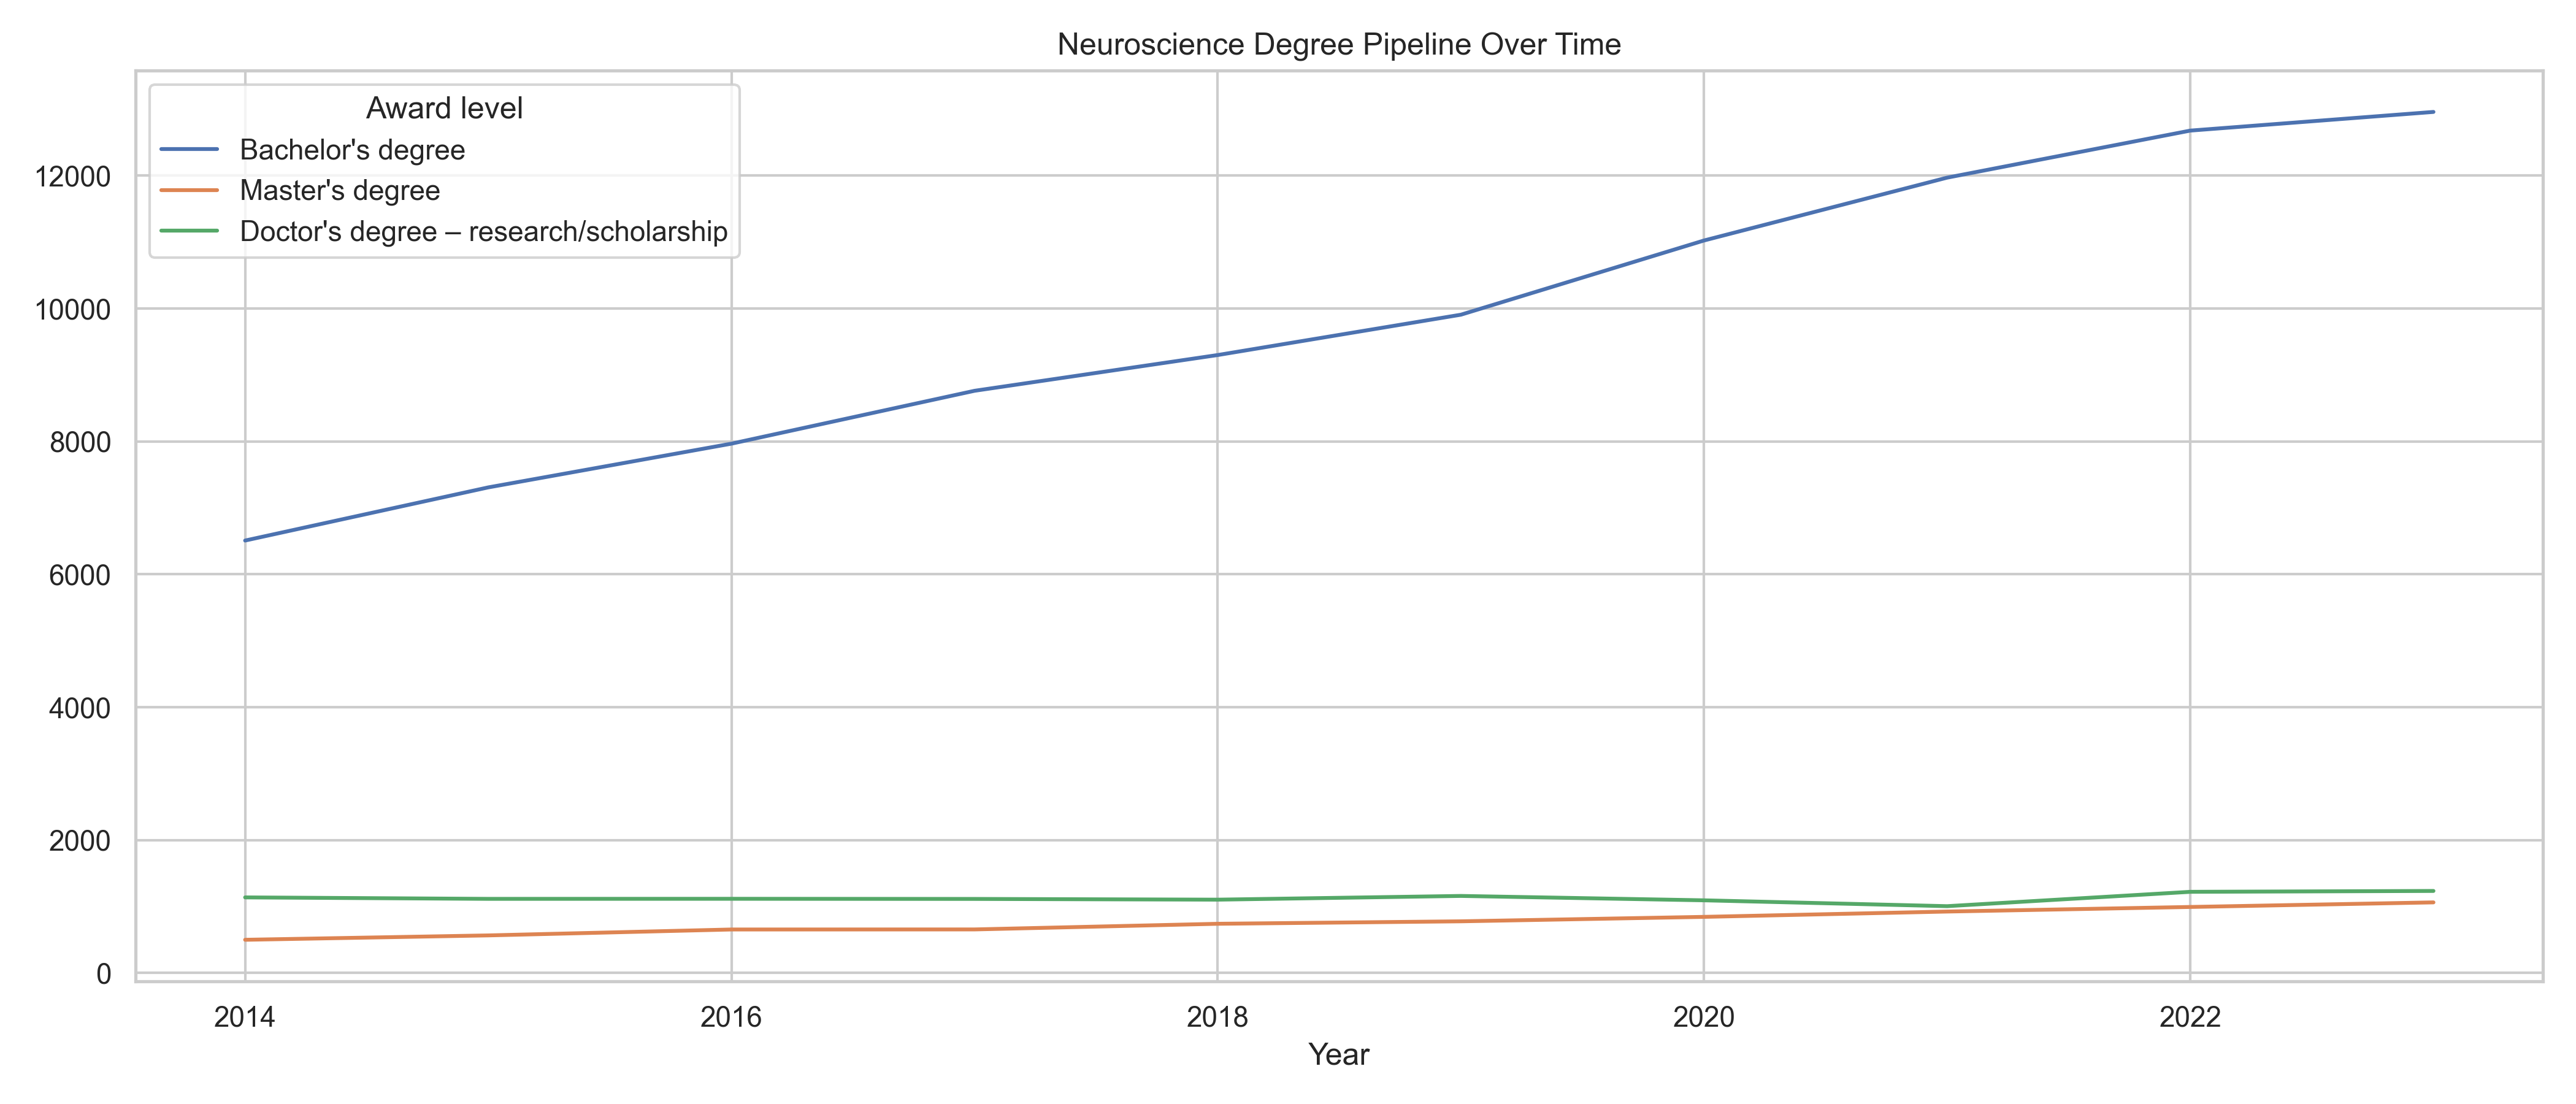 Neuroscience Degree Pipeline Over Time
Award level
Bachelor's degree
Master's degree
Doctor's degree – research/scholarship
12000
10000
8000
6000
4000
2000
0
2014 2016 2018 2020 2022
Year